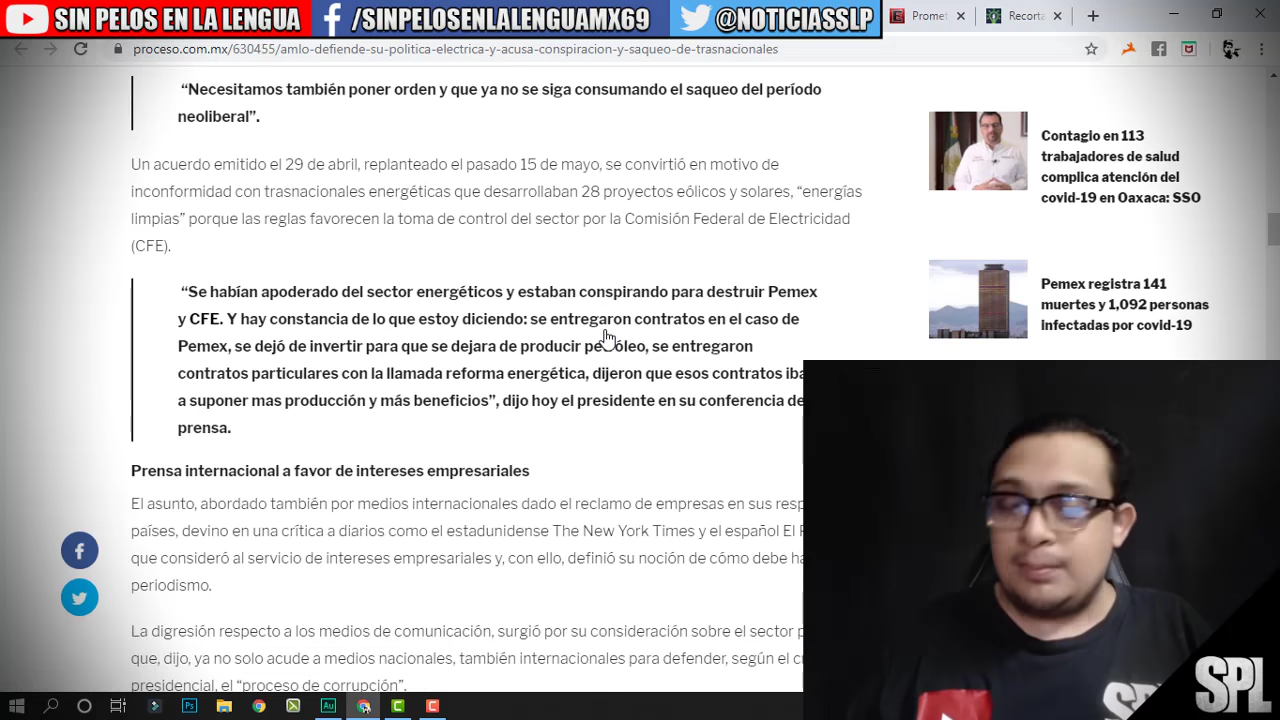 SIN PELOS EN LA LENGUA
/SINPELOSENLALENGUAMX69
@NOTICIASSLP
Promet
Recorta
proceso.com.mx/630455/amlo-defiende-su-politica-electrica-y-acusa-conspiracion-y-saqueo-de-trasnacionales
“Necesitamos también poner orden y que ya no se siga consumando el saqueo del período
neoliberal”.
Un acuerdo emitido el 29 de abril, replanteado el pasado 15 de mayo, se convirtió en motivo de
inconformidad con trasnacionales energéticas que desarrollaban 28 proyectos eólicos y solares, “energías
limpias” porque las reglas favorecen la toma de control del sector por la Comisión Federal de Electricidad
(CFE).
“Se habían apoderado del sector energéticos y estaban conspirando para destruir Pemex
y CFE. Y hay constancia de lo que estoy diciendo: se entregaron contratos en el caso de
Pemex, se dejó de invertir para que se dejara de producir petróleo, se entregaron
contratos particulares con la llamada reforma energética, dijeron que esos contratos iba
a suponer mas producción y más beneficios”, dijo hoy el presidente en su conferencia de
prensa.
Prensa internacional a favor de intereses empresariales
El asunto, abordado también por medios internacionales dado el reclamo de empresas en sus resp
países, devino en una crítica a diarios como el estadunidense The New York Times y el español El P
que consideró al servicio de intereses empresariales y, con ello, definió su noción de cómo debe ha
periodismo.
La digresión respecto a los medios de comunicación, surgió por su consideración sobre el sector p
que, dijo, ya no solo acude a medios nacionales, también internacionales para defender, según el c
presidencial, el “proceso de corrupción”.
Contagio en 113
trabajadores de salud
complica atención del
covid-19 en Oaxaca: SSO
Pemex registra 141
muertes y 1,092 personas
infectadas por covid-19
SPL